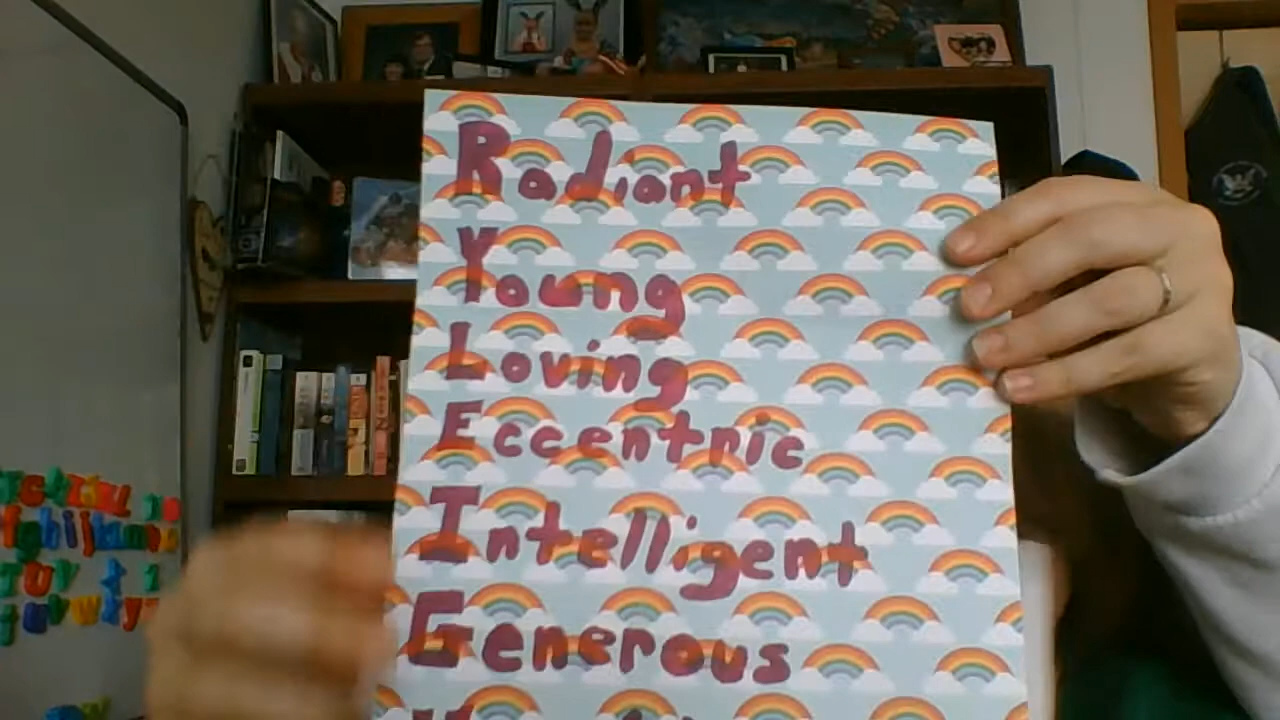 Radiant
Young
Loving
Eccentric
Intelligent
Generous